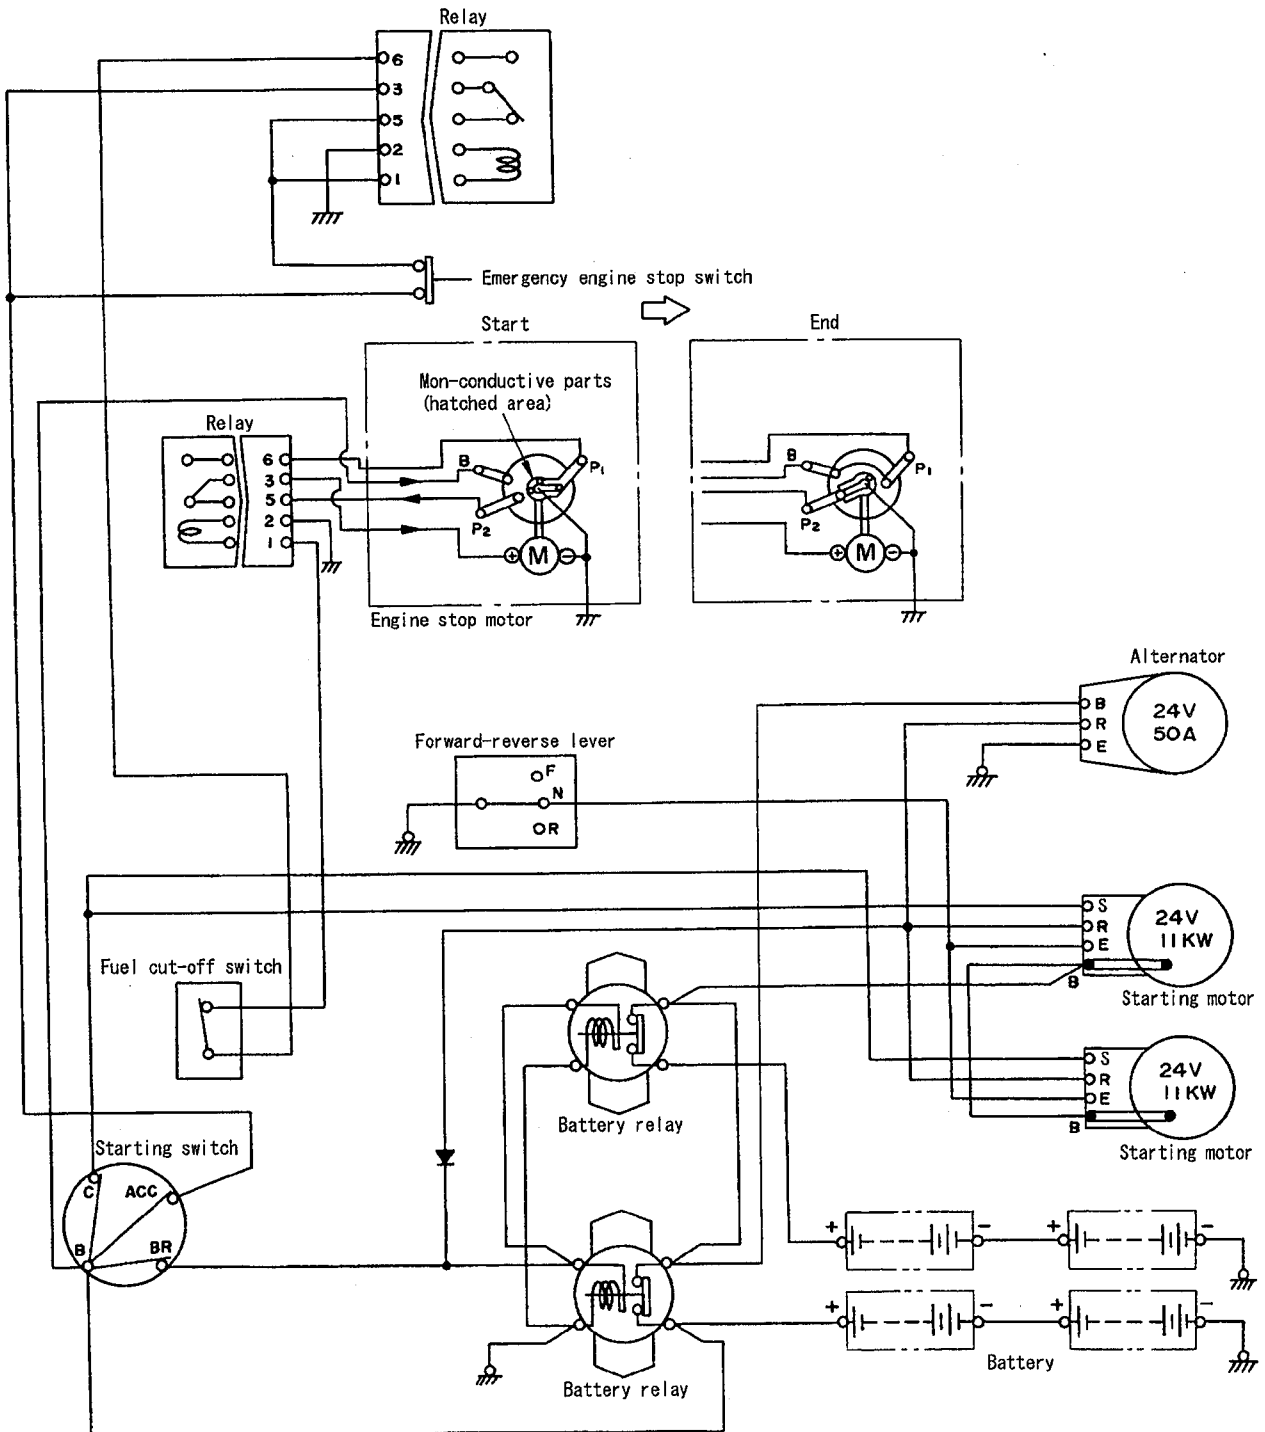 Relay
6
3
5
2
1
Emergency engine stop switch
Start
End
Mon-conductive parts
(hatched area)
Relay
6
3
5
2
1
B
P1
P2
M
+
-
B
P1
P2
M
+
-
Engine stop motor
Alternator
B
R
E
24V
50A
Forward-reverse lever
F
N
R
S
R
E
B
24V
11KW
Starting motor
Fuel cut-off switch
S
R
E
B
24V
11KW
Starting motor
Battery relay
Starting switch
C
ACC
B
BR
+
-
+
-
+
-
+
-
Battery
Battery relay